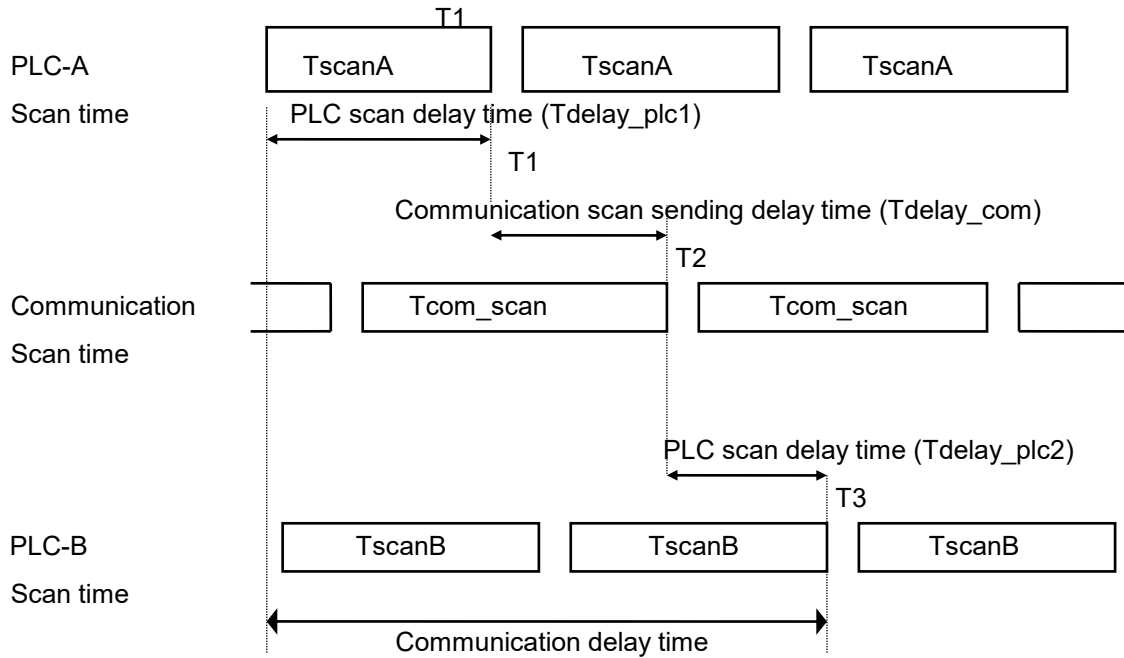 T1
PLC-A
TscanA
TscanA
TscanA
Scan time
PLC scan delay time (Tdelay_plc1)
T1
Communication scan sending delay time (Tdelay_com)
T2
Communication
Tcom_scan
Tcom_scan
Scan time
PLC scan delay time (Tdelay_plc2)
T3
PLC-B
TscanB
TscanB
TscanB
Scan time
Communication delay time